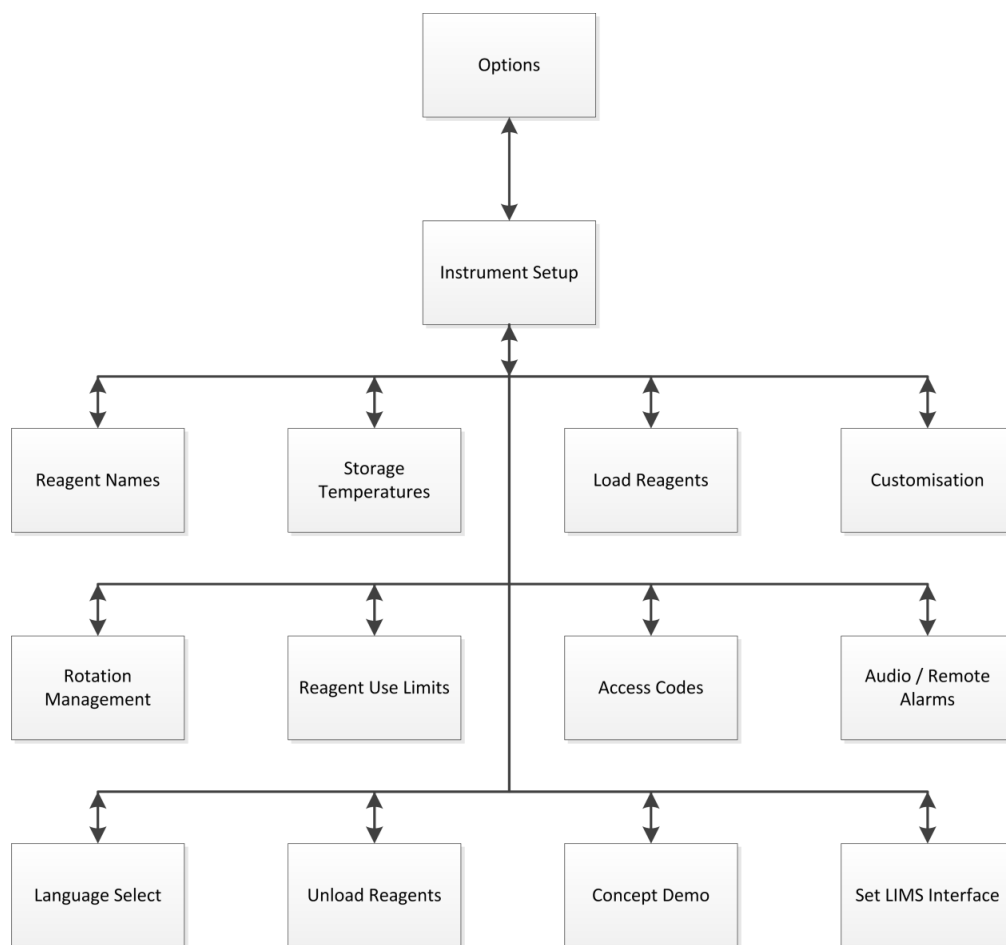 Options
Instrument Setup
Reagent Names
Storage
Temperatures
Load Reagents
Customisation
Rotation
Management
Reagent Use Limits
Access Codes
Audio / Remote
Alarms
Language Select
Unload Reagents
Concept Demo
Set LIMS Interface